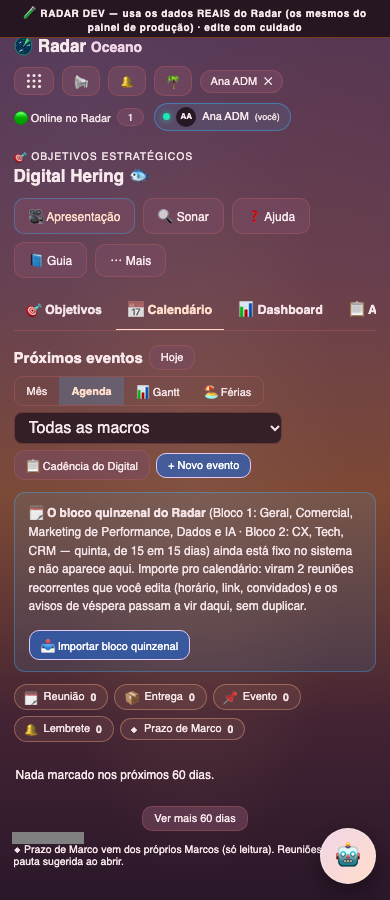 RADAR DEV — usa os dados REAIS do Radar (os mesmos do
painel de produção) · edite com cuidado
Radar Oceano
Ana ADM ✕
Online no Radar 1
AA Ana ADM (você)
OBJETIVOS ESTRATÉGICOS
Digital Hering
Apresentação
Sonar
Ajuda
Guia
··· Mais
Objetivos
Calendário
Dashboard
A
Próximos eventos
Hoje
Mês
Agenda
Gantt
Férias
Todas as macros
Cadência do Digital
+ Novo evento
O bloco quinzenal do Radar (Bloco 1: Geral, Comercial,
Marketing de Performance, Dados e IA · Bloco 2: CX, Tech,
CRM — quinta, de 15 em 15 dias) ainda está fixo no sistema
e não aparece aqui. Importe pro calendário: viram 2 reuniões
recorrentes que você edita (horário, link, convidados) e os
avisos de véspera passam a vir daqui, sem duplicar.
Importar bloco quinzenal
Reunião 0
Entrega 0
Evento 0
Lembrete 0
◆ Prazo de Marco 0
Nada marcado nos próximos 60 dias.
Ver mais 60 dias
◆ Prazo de Marco vem dos próprios Marcos (só leitura). Reuniões
pauta sugerida ao abrir.